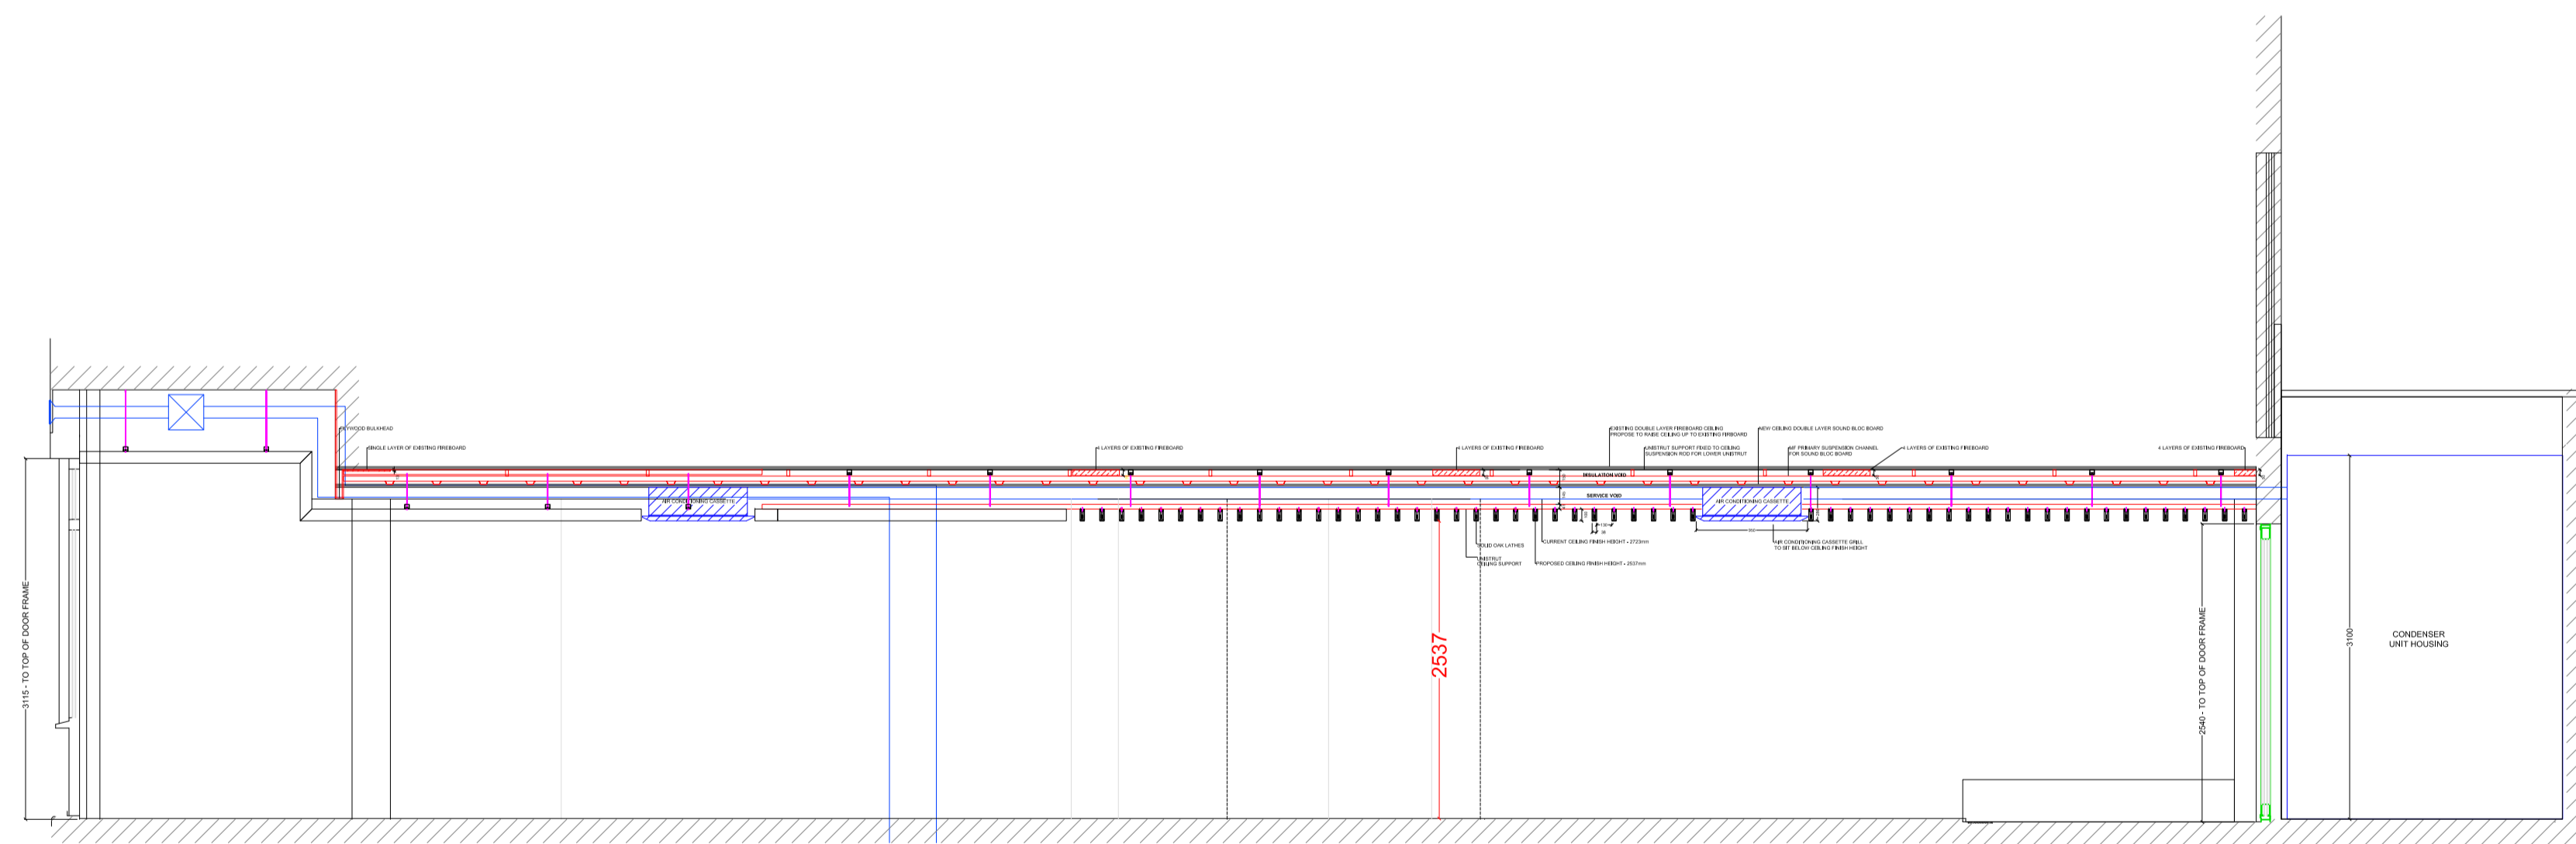 EXISTING DOUBLE LAYER FIREBOARD CEILING
PROPOSE TO RAISE CEILING UP TO EXISTING FIRBOARD
NEW CEILING DOUBLE LAYER SOUND BLOC BOARD
PLYWOOD BULKHEAD
SINGLE LAYER OF EXISTING FIREBOARD
4 LAYERS OF EXISTING FIREBOARD
4 LAYERS OF EXISTING FIREBOARD
UNISTRUT SUPPORT FIXED TO CEILING
SUSPENSION ROD FOR LOWER UNISTRUT
MF PRIMARY SUSPENSION CHANNEL
FOR SOUND BLOC BOARD
4 LAYERS OF EXISTING FIREBOARD
4 LAYERS OF EXISTING FIREBOARD
INSULATION VOID
SERVICE VOID
AIR CONDITIONING CASSETTE
AIR CONDITIONING CASSETTE
SOLID OAK LATHES
CURRENT CEILING FINISH HEIGHT - 2723mm
AIR CONDITIONING CASSETTE GRILL
TO SIT BELOW CEILING FINISH HEIGHT
UNISTRUT
CEILING SUPPORT
PROPOSED CEILING FINISH HEIGHT - 2537mm
3115 - TO TOP OF DOOR FRAME
2537
2540 - TO TOP OF DOOR FRAME
3100
CONDENSER
UNIT HOUSING